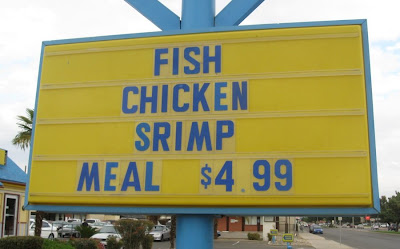 FISH
CHICKEN
SRIMP
MEAL $4.99